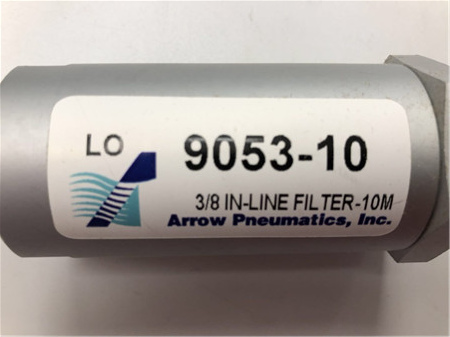 LO 9053-10
3/8 IN-LINE FILTER-10M
Arrow Pneumatics, Inc.